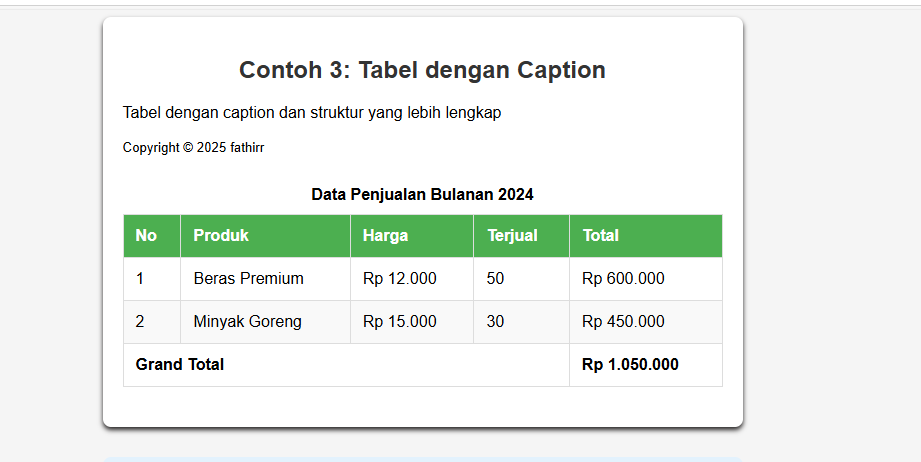 Contoh 3: Tabel dengan Caption
Tabel dengan caption dan struktur yang lebih lengkap
Copyright © 2025 fathirr
Data Penjualan Bulanan 2024
No Produk Harga Terjual Total
1 Beras Premium Rp 12.000 50 Rp 600.000
2 Minyak Goreng Rp 15.000 30 Rp 450.000
Grand Total Rp 1.050.000